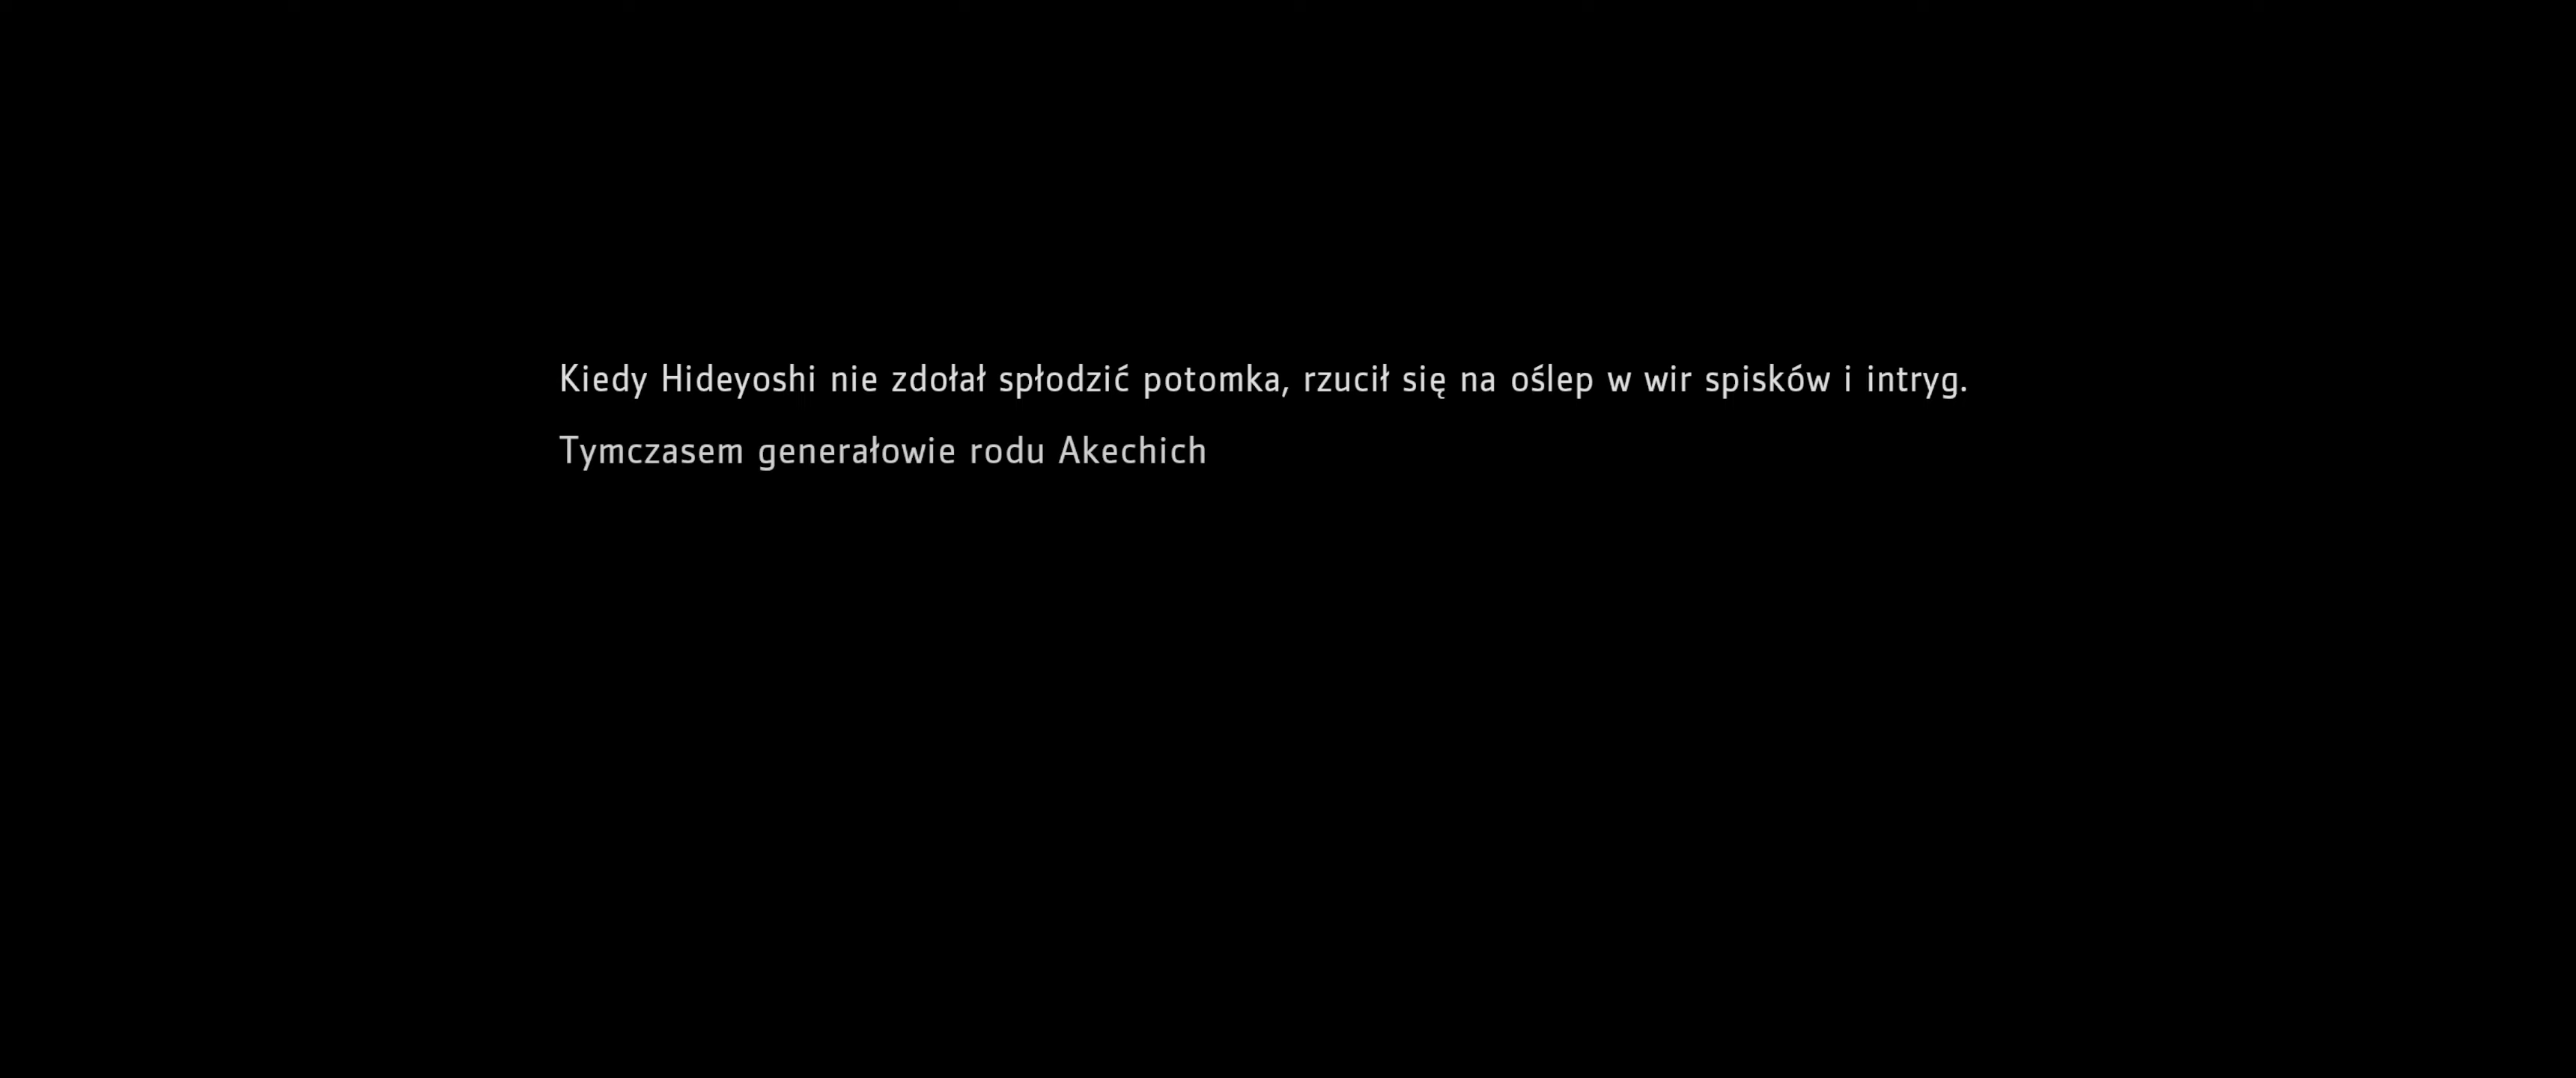 Kiedy Hideyoshi nie zdołał spłodzić potomka, rzucił się na oślep w wir spisków i intryg.
Tymczasem generałowie rodu Akechich